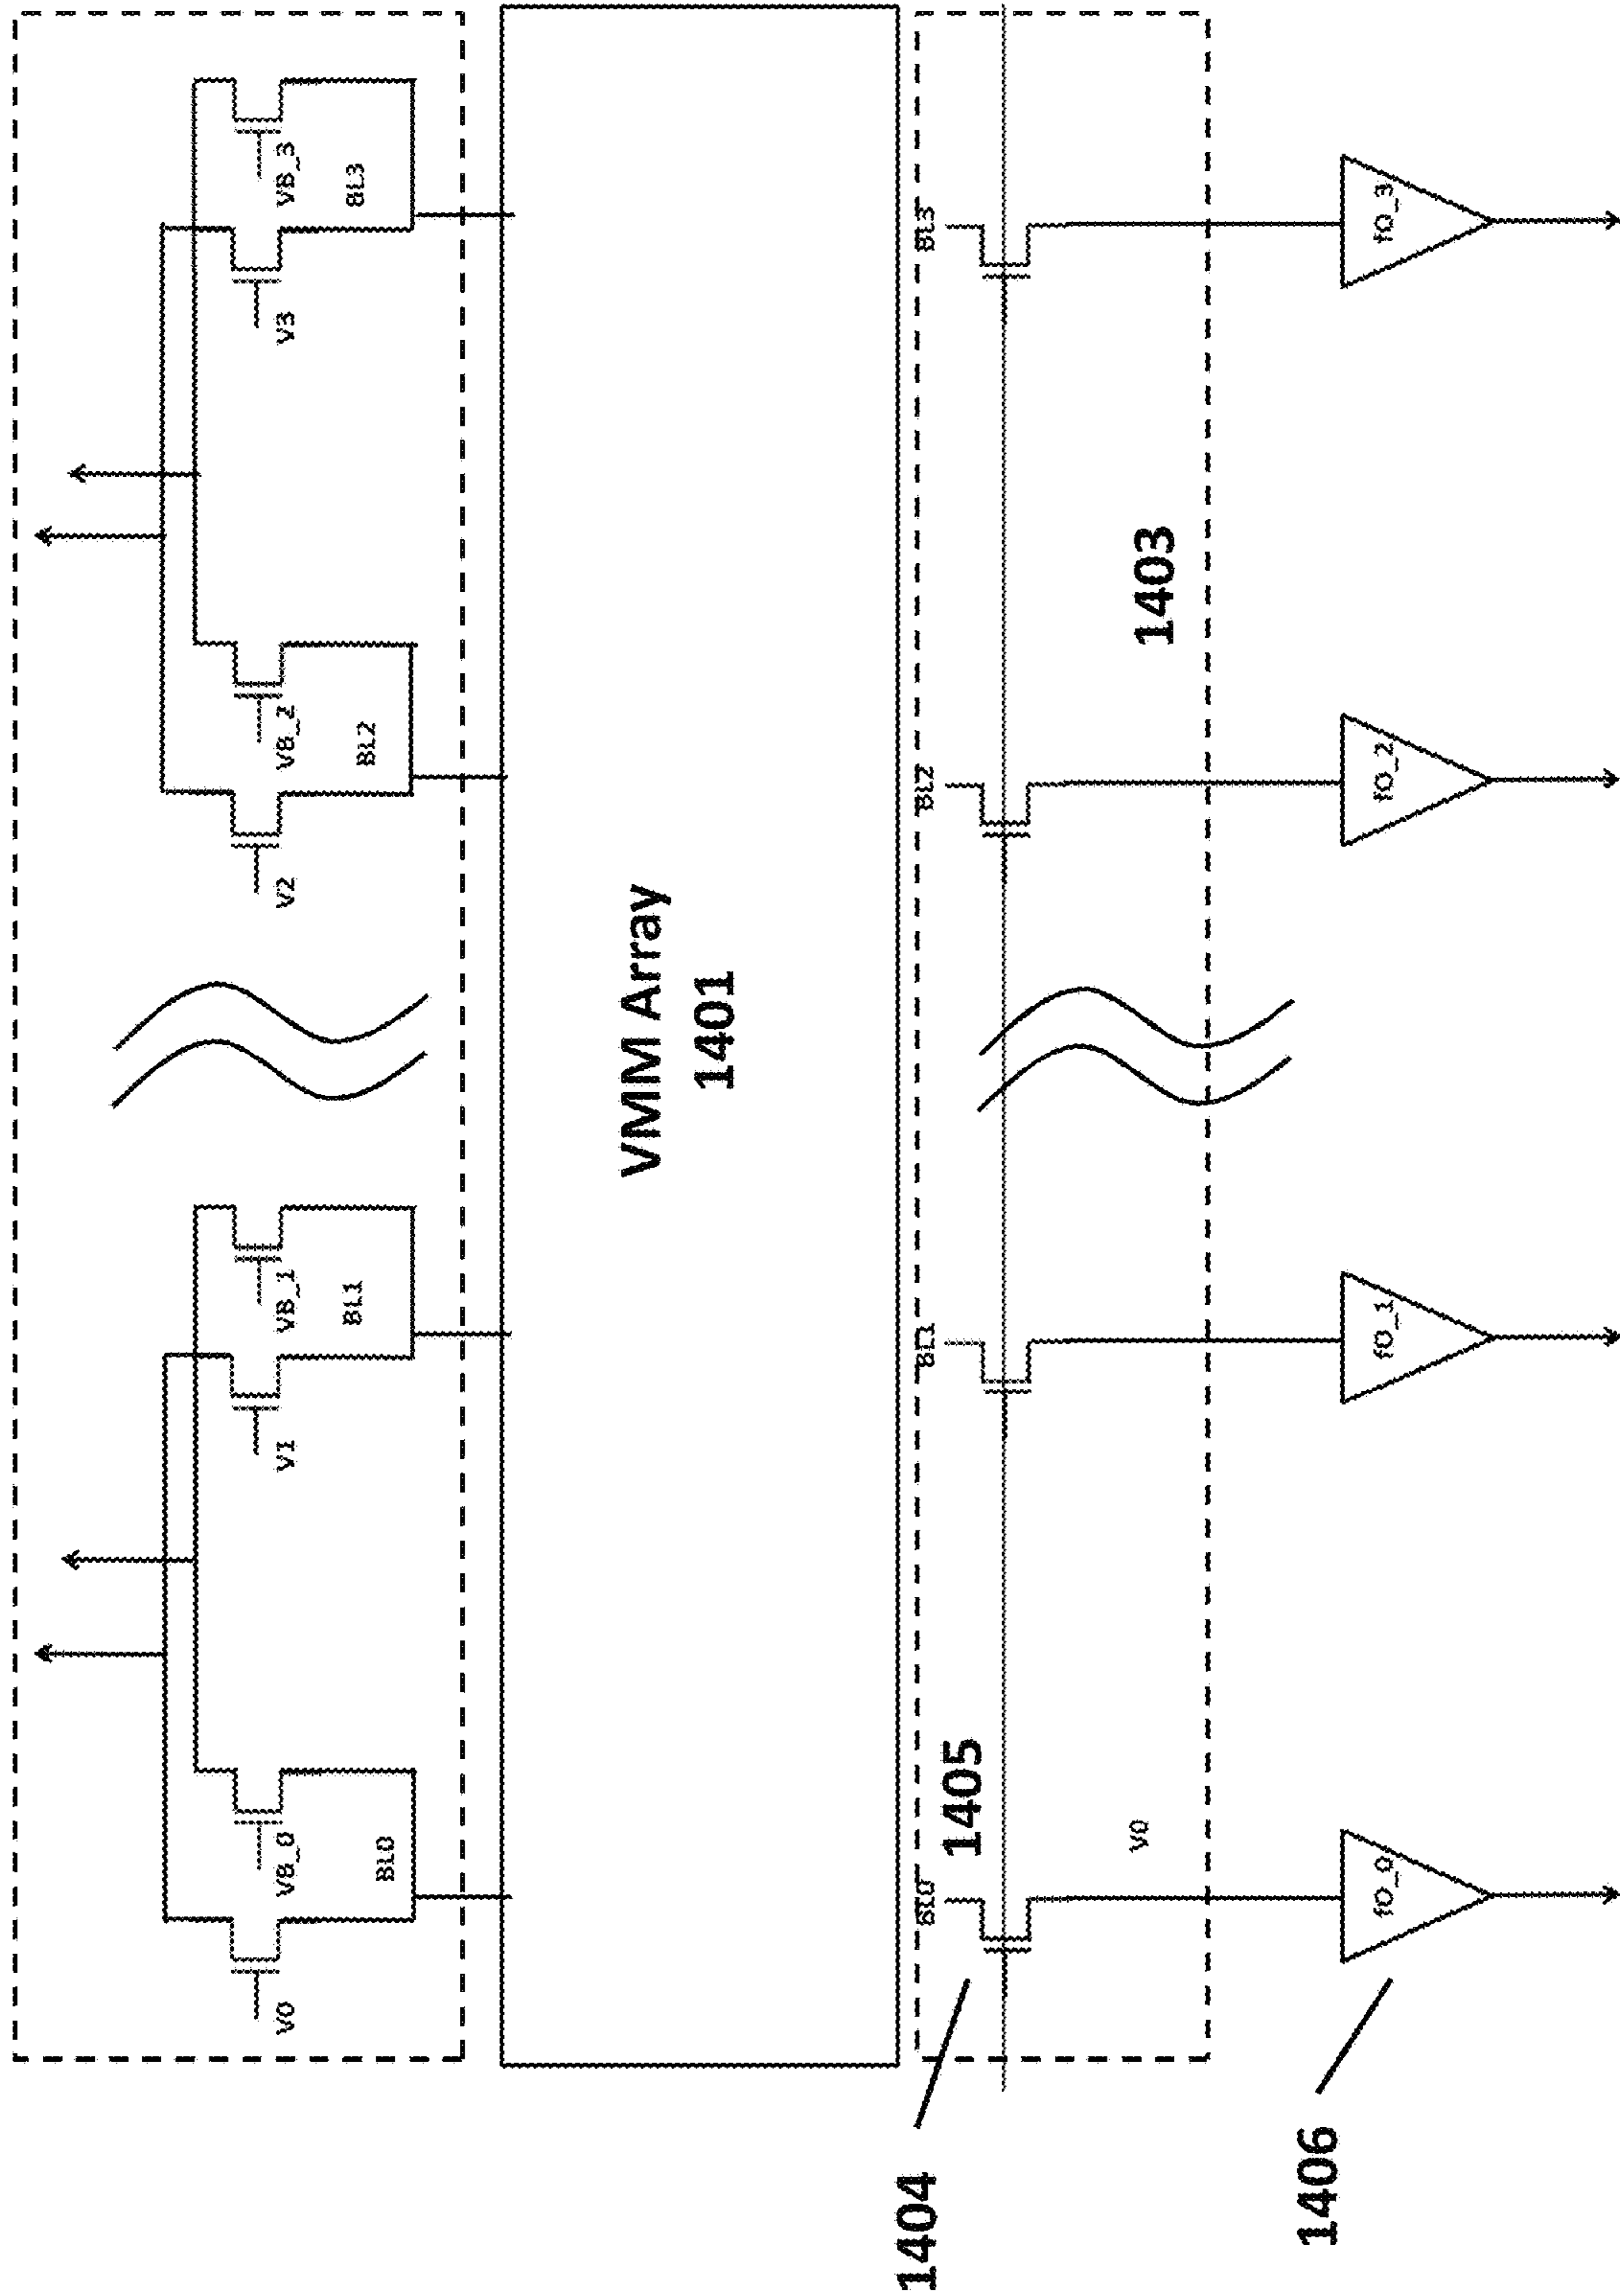 V0
VB_0
V1
VB_1
V2
VB_2
V3
VB_3
BL0
BL1
BL2
BL3
VMM Array
1401
BL0
BL1
BL2
BL3
1404
1405
V0
1403
1406
fO_0
fO_1
fO_2
fO_3